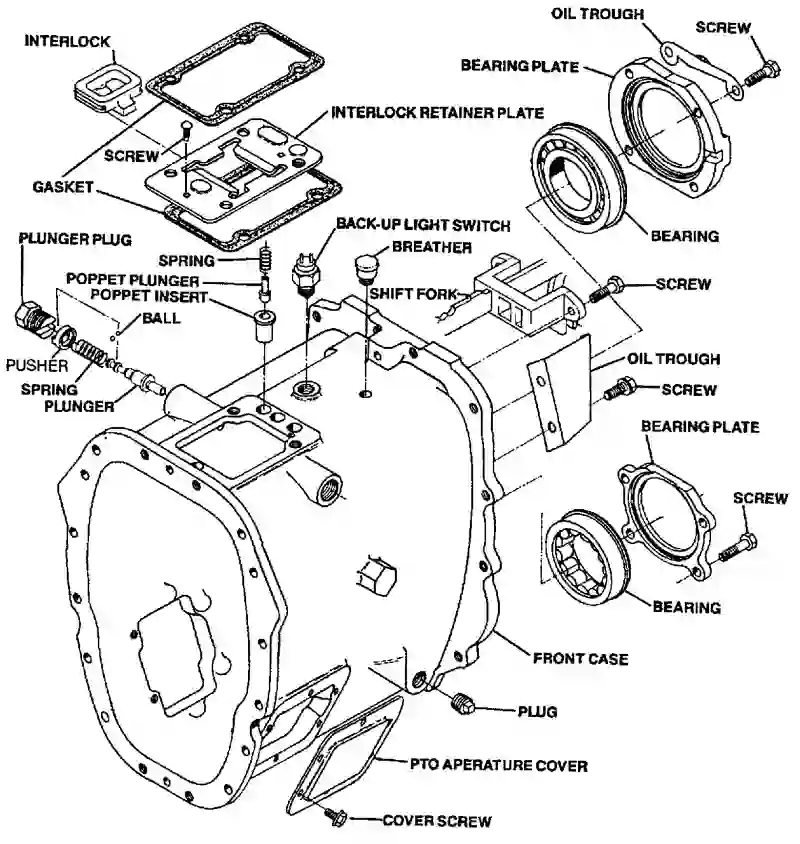 OIL TROUGH
SCREW
INTERLOCK
BEARING PLATE
INTERLOCK RETAINER PLATE
SCREW
GASKET
BACK-UP LIGHT SWITCH
BEARING
PLUNGER PLUG
BREATHER
SPRING
POPPET PLUNGER
SCREW
POPPET INSERT
SHIFT FORK
BALL
PUSHER
OIL TROUGH
SPRING
SCREW
PLUNGER
BEARING PLATE
SCREW
BEARING
FRONT CASE
PLUG
PTO APERATURE COVER
COVER SCREW